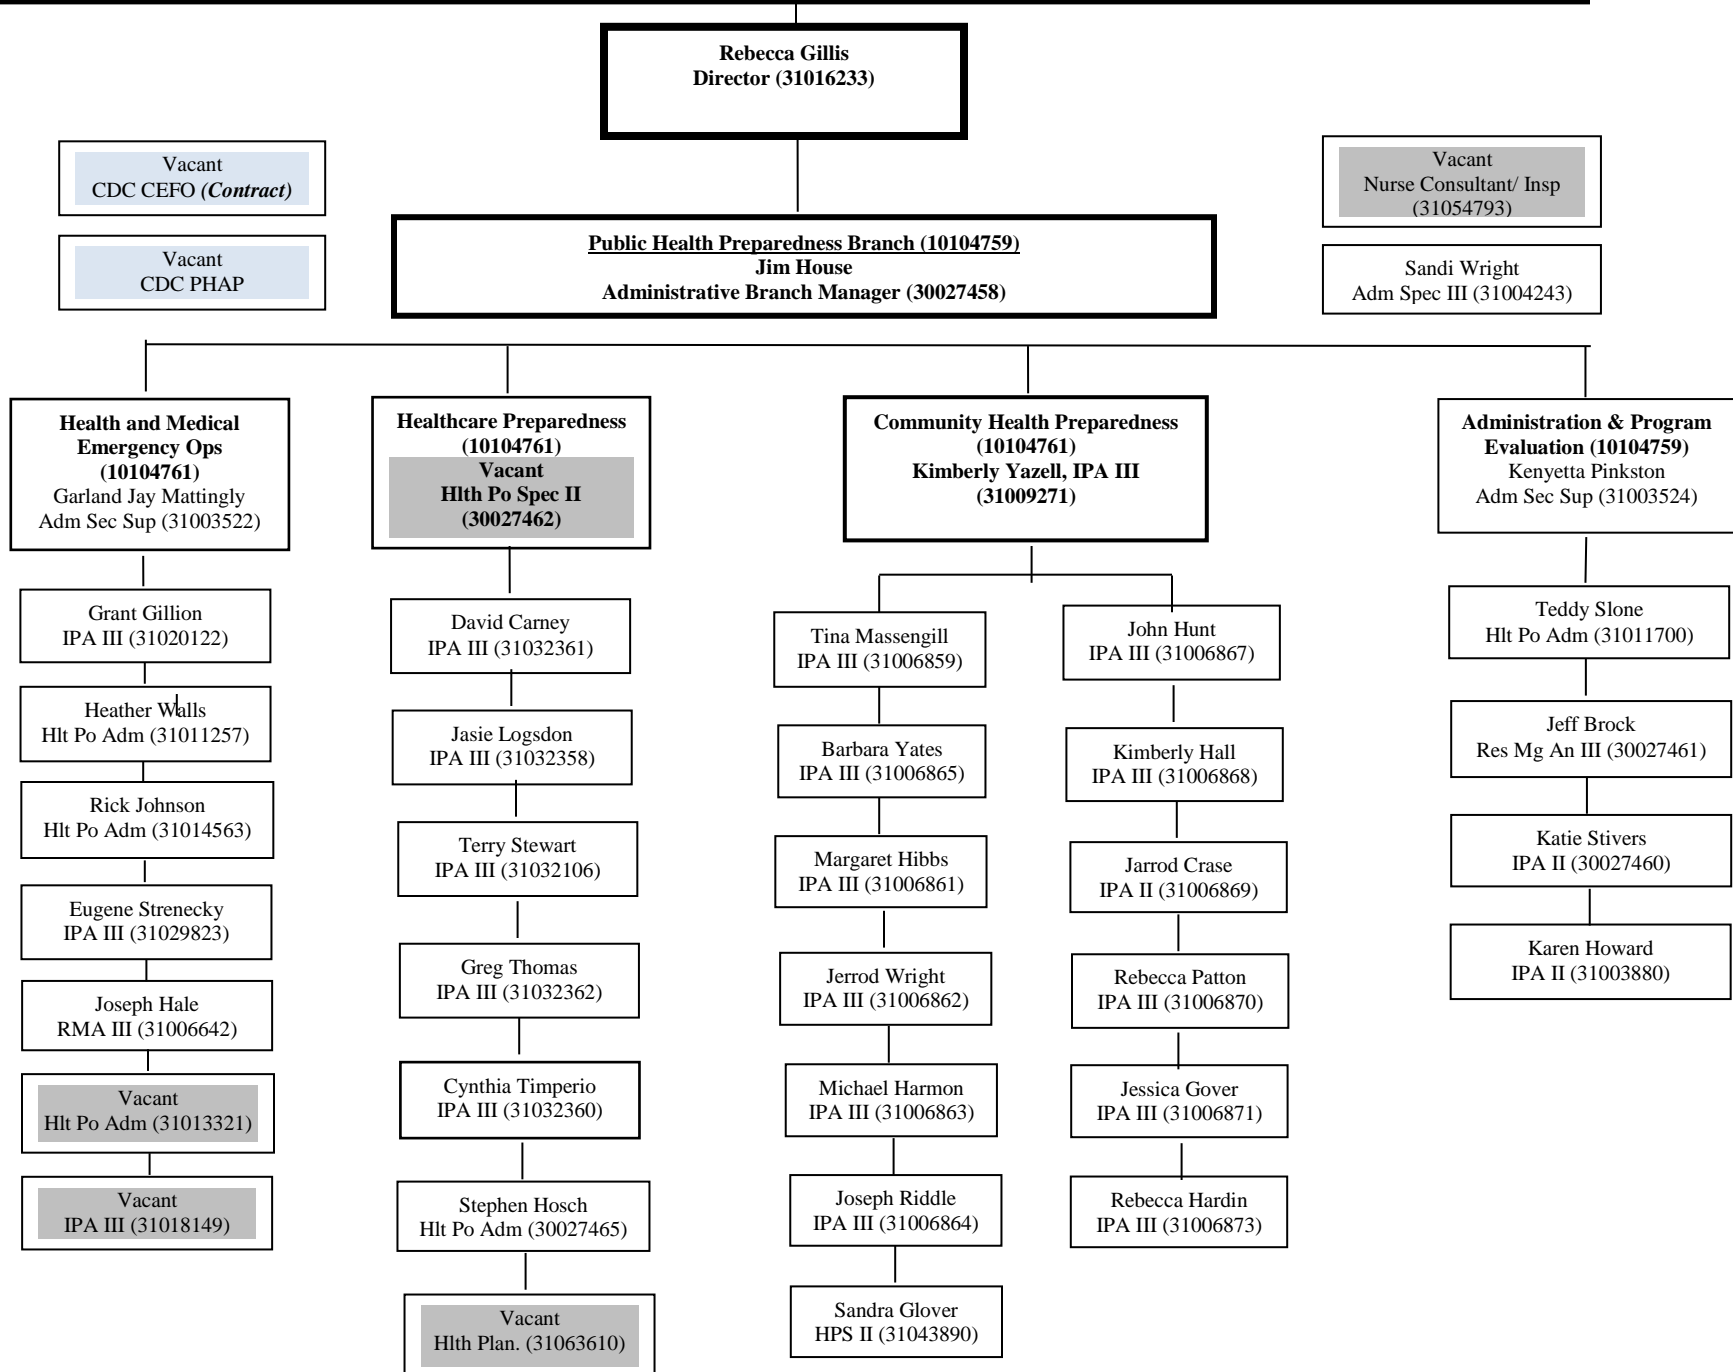 Rebecca Gillis
Director (31016233)
Vacant
CDC CEFO (Contract)
Vacant
CDC PHAP
Public Health Preparedness Branch (10104759)
Jim House
Administrative Branch Manager (30027458)
Vacant
Nurse Consultant/ Insp
(31054793)
Sandi Wright
Adm Spec III (31004243)
Health and Medical
Emergency Ops
(10104761)
Garland Jay Mattingly
Adm Sec Sup (31003522)
Grant Gillion
IPA III (31020122)
Heather Walls
Hlt Po Adm (31011257)
Rick Johnson
Hlt Po Adm (31014563)
Eugene Strenecky
IPA III (31029823)
Joseph Hale
RMA III (31006642)
Vacant
Hlt Po Adm (31013321)
Vacant
IPA III (31018149)
Healthcare Preparedness
(10104761)
Vacant
Hlth Po Spec II
(30027462)
David Carney
IPA III (31032361)
Jasie Logsdon
IPA III (31032358)
Terry Stewart
IPA III (31032106)
Greg Thomas
IPA III (31032362)
Cynthia Timperio
IPA III (31032360)
Stephen Hosch
Hlt Po Adm (30027465)
Vacant
Hlth Plan. (31063610)
Community Health Preparedness
(10104761)
Kimberly Yazell, IPA III
(31009271)
Tina Massengill
IPA III (31006859)
Barbara Yates
IPA III (31006865)
Margaret Hibbs
IPA III (31006861)
Jerrod Wright
IPA III (31006862)
Michael Harmon
IPA III (31006863)
Joseph Riddle
IPA III (31006864)
Sandra Glover
HPS II (31043890)
John Hunt
IPA III (31006867)
Kimberly Hall
IPA III (31006868)
Jarrod Crase
IPA II (31006869)
Rebecca Patton
IPA III (31006870)
Jessica Gover
IPA III (31006871)
Rebecca Hardin
IPA III (31006873)
Administration & Program
Evaluation (10104759)
Kenyetta Pinkston
Adm Sec Sup (31003524)
Teddy Slone
Hlt Po Adm (31011700)
Jeff Brock
Res Mg An III (30027461)
Katie Stivers
IPA II (30027460)
Karen Howard
IPA II (31003880)